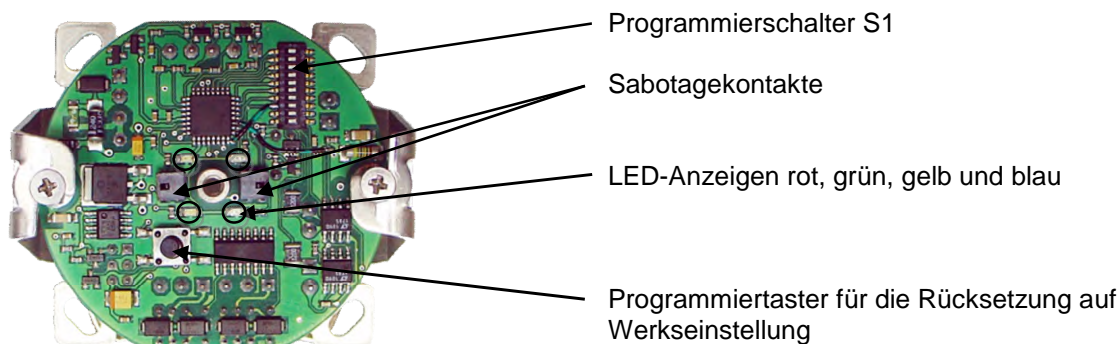 Programmierschalter S1
Sabotagekontakte
LED-Anzeigen rot, grün, gelb und blau
Programmiertaster für die Rücksetzung auf
Werkseinstellung